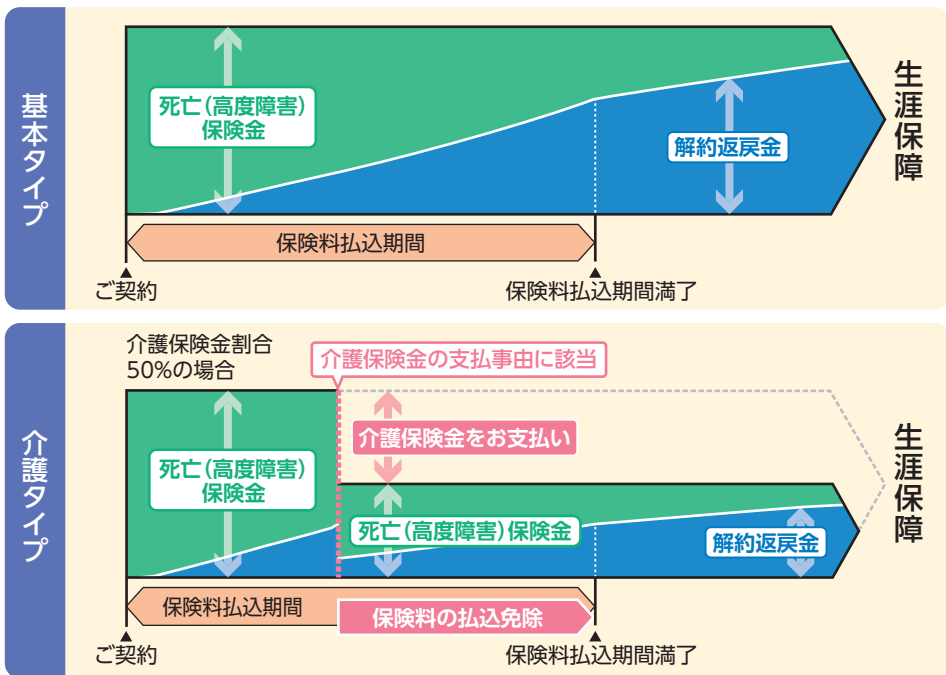 基本タイプ
死亡(高度障害)
保険金
解約返戻金
生涯保障
保険料払込期間
ご契約
保険料払込期間満了
介護タイプ
介護保険金割合
50%の場合
介護保険金の支払事由に該当
介護保険金をお支払い
死亡(高度障害)
保険金
死亡(高度障害)保険金
解約返戻金
生涯保障
保険料払込期間
保険料の払込免除
ご契約
保険料払込期間満了